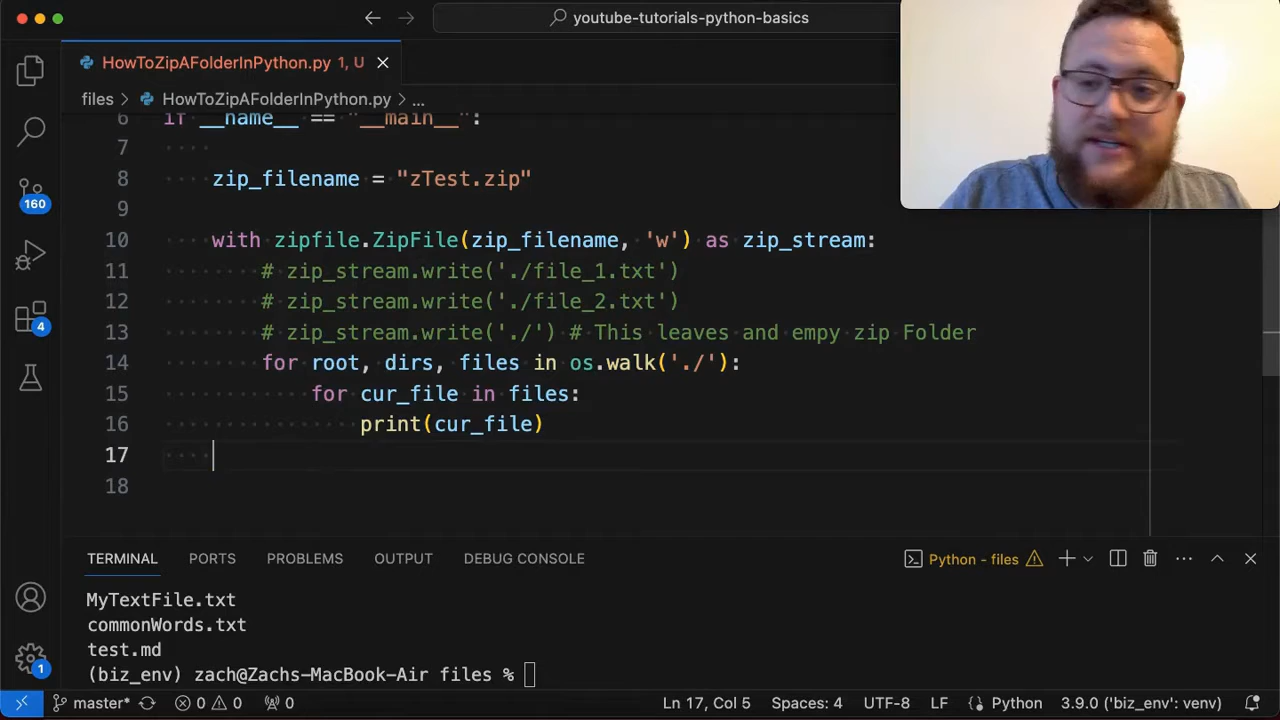 youtube-tutorials-python-basics
HowToZipAFolderInPython.py 1, U
files > HowToZipAFolderInPython.py > ...
6 if __name__ == "__main__":
7
8 zip_filename = "zTest.zip"
9
10 with zipfile.ZipFile(zip_filename, 'w') as zip_stream:
11 # zip_stream.write('./file_1.txt')
12 # zip_stream.write('./file_2.txt')
13 # zip_stream.write('./') # This leaves and empy zip Folder
14 for root, dirs, files in os.walk('./'):
15 for cur_file in files:
16 print(cur_file)
17
18
160
4
1
TERMINAL PORTS PROBLEMS OUTPUT DEBUG CONSOLE Python - files
MyTextFile.txt
commonWords.txt
test.md
(biz_env) zach@Zachs-MacBook-Air files %
master* 0 0 0 Ln 17, Col 5 Spaces: 4 UTF-8 LF Python 3.9.0 ('biz_env': venv)